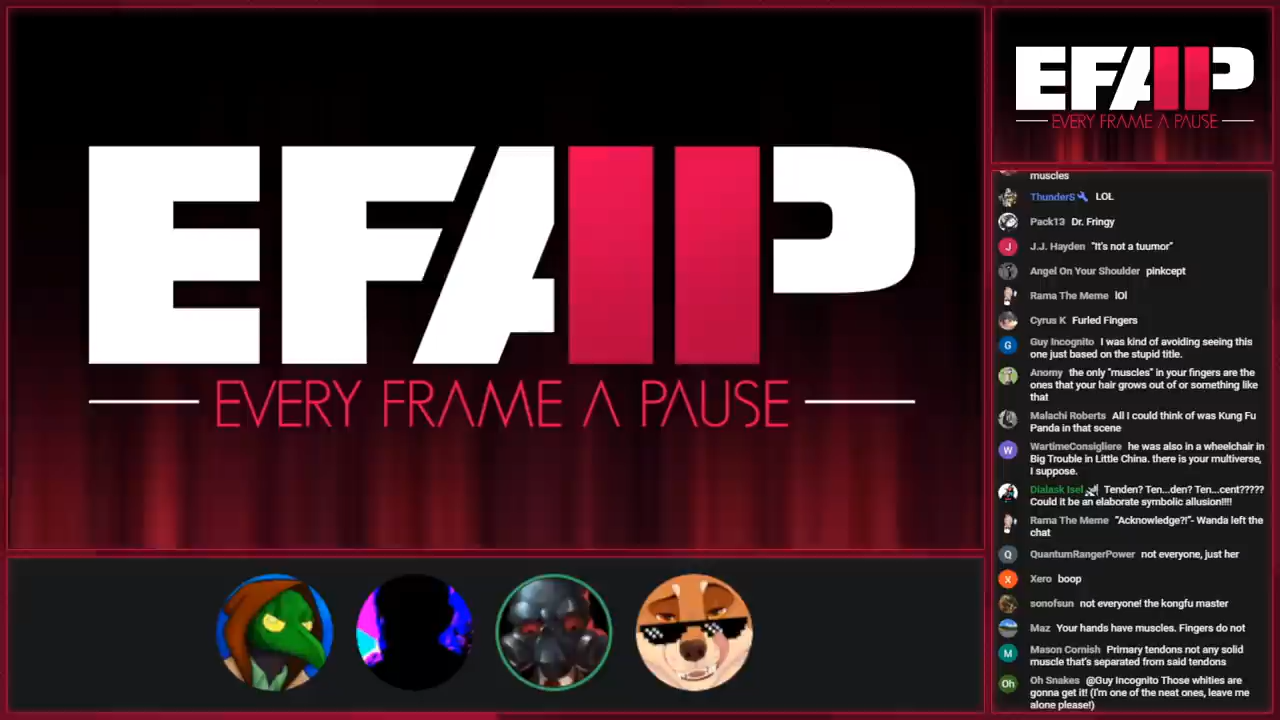 EFAP
EVERY FRAME A PAUSE
EFAP
EVERY FRAME A PAUSE
muscles
ThunderS LOL
Pack13 Dr. Fringy
J
J.J. Hayden "It's not a tuumor"
Angel On Your Shoulder pinkcept
Rama The Meme lOl
Cyrus K Furled Fingers
G
Guy Incognito I was kind of avoiding seeing this
one just based on the stupid title.
Anomy the only "muscles" in your fingers are the
ones that your hair grows out of or something like
that
Malachi Roberts All I could think of was Kung Fu
Panda in that scene
W
WartimeConsigliere he was also in a wheelchair in
Big Trouble in Little China. there is your multiverse,
I suppose.
Dialask Isel Tenden? Ten...den? Ten...cent?????
Could it be an elaborate symbolic allusion!!!!
Rama The Meme "Acknowledge?!"- Wanda left the
chat
Q
QuantumRangerPower not everyone, just her
X
Xero boop
sonofsun not everyone! the kongfu master
Maz Your hands have muscles. Fingers do not
M
Mason Cornish Primary tendons not any solid
muscle that's separated from said tendons
Oh
Oh Snakes @Guy Incognito Those whities are
gonna get it! (I'm one of the neat ones, leave me
alone please!)